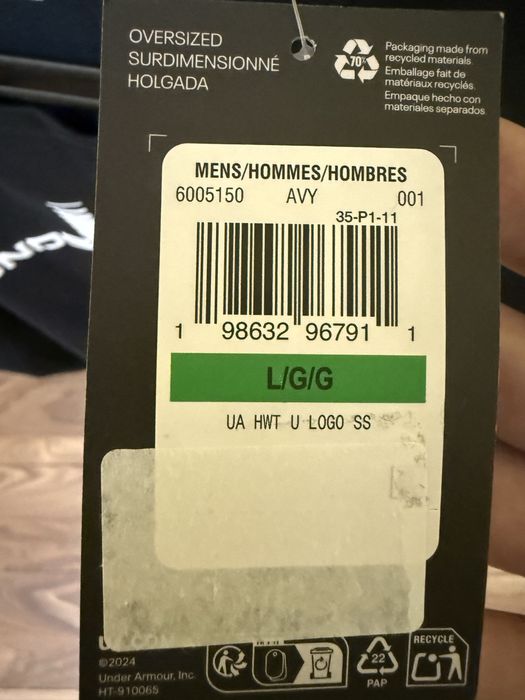 OVERSIZED
SURDIMENSIONNÉ
HOLGADA
70%
Packaging made from
recycled materials.
Emballage fait de
matériaux recyclés.
Empaque hecho con
materiales separados.
MENS/HOMMES/HOMBRES
6005150 AVY 001
35-P1-11
1 98632 96791 1
L/G/G
UA HWT U LOGO SS
©2024
Under Armour, Inc.
HT-910065
22
PAP
RECYCLE